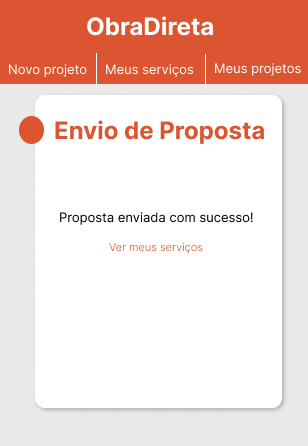 ObraDireta
Novo projeto Meus serviços Meus projetos
Envio de Proposta
Proposta enviada com sucesso!
Ver meus serviços